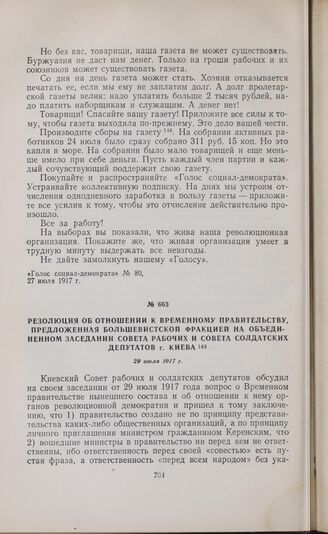 Но без вас, товарищи, наша газета не может существовать.
Буржуазия не даст нам денег. Только на гроши рабочих и их
союзников может существовать газета.
Со дня на день газета может стать. Хозяин отказывается
печатать ее, если мы ему не заплатим долг. А долг пролетар-
ской газеты велик: надо уплатить больше 2 тысяч рублей, на-
до платить наборщикам и служащим. А денег нет!
Товарищи! Спасайте вашу газету! Приложите все силы к то-
му, чтобы газета выходила по-прежнему. Это дело вашей чести.
Производите сборы на газету 148. На собрании активных ра-
ботников 24 июля было сразу собрано 311 руб. 15 коп. Но это
капля в море. На собрании было мало товарищей и еще мень-
ше имело при себе деньги. Пусть каждый член партии и каж-
дый сочувствующий поддержит свою газету.
Покупайте и распространяйте «Голос социал-демократа».
Устраивайте коллективную подписку. На днях мы устроим от-
числения однодневного заработка в пользу газеты — приложи-
те все усилия к тому, чтобы это отчисление действительно про-
изошло.
Все за работу!
На выборах вы показали, что жива наша революционная
организация. Покажите же, что живая организация умеет в
трудную минуту выдержать все невзгоды.
Не дайте замолкнуть нашему «Голосу».
«Голос социал-демократа» № 80,
27 июля 1917 г.
№ 663
РЕЗОЛЮЦИЯ ОБ ОТНОШЕНИИ К ВРЕМЕННОМУ ПРАВИТЕЛЬСТВУ,
ПРЕДЛОЖЕННАЯ БОЛЬШЕВИСТСКОЙ ФРАКЦИЕЙ НА ОБЪЕДИ-
НЕННОМ ЗАСЕДАНИИ СОВЕТА РАБОЧИХ И СОВЕТА СОЛДАТСКИХ
ДЕПУТАТОВ г. КИЕВА 149
29 июля 1917 г.
Киевский Совет рабочих и солдатских депутатов обсудил
на своем заседании от 29 июля 1917 года вопрос о Временном
правительстве нынешнего состава и об отношении к нему ор-
ганов революционной демократии и пришел к тому заключе-
нию, что 1) правительство создано не по принципу представи-
тельства каких-либо общественных организаций, а по принципу
личного приглашения министром гражданином Керенским, что
2) вошедшие министры в правительство ни перед кем не ответ-
ственны, ибо ответственность перед своей «совестью» есть пу-
стая фраза, а ответственность «перед всем народом» без ука-
704